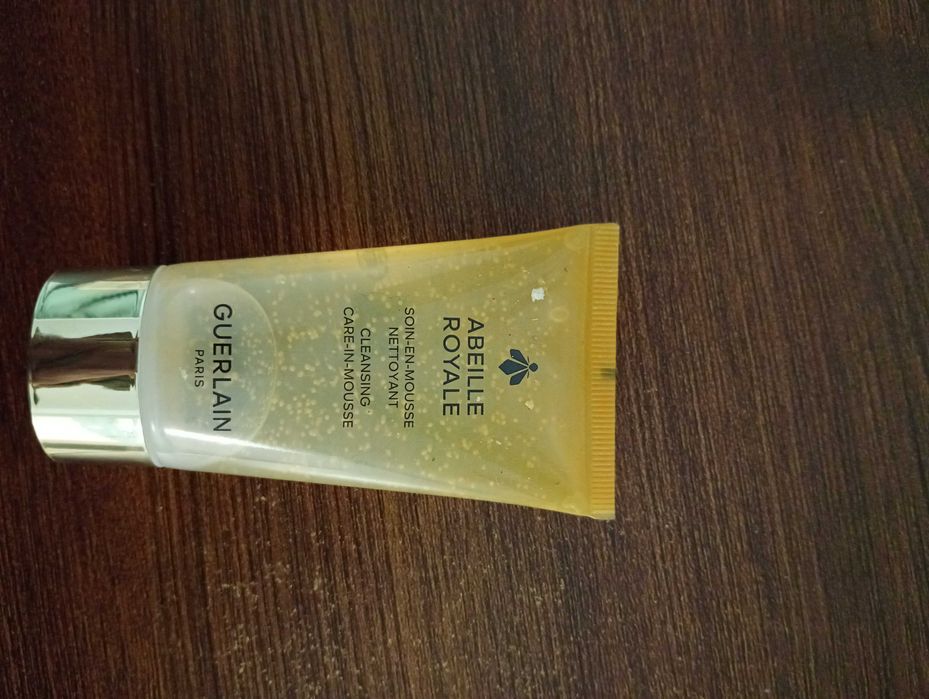 ABEILLE
ROYALE
SOIN-EN-MOUSSE
NETTOYANT
CLEANSING
CARE-IN-MOUSSE
GUERLAIN
PARIS